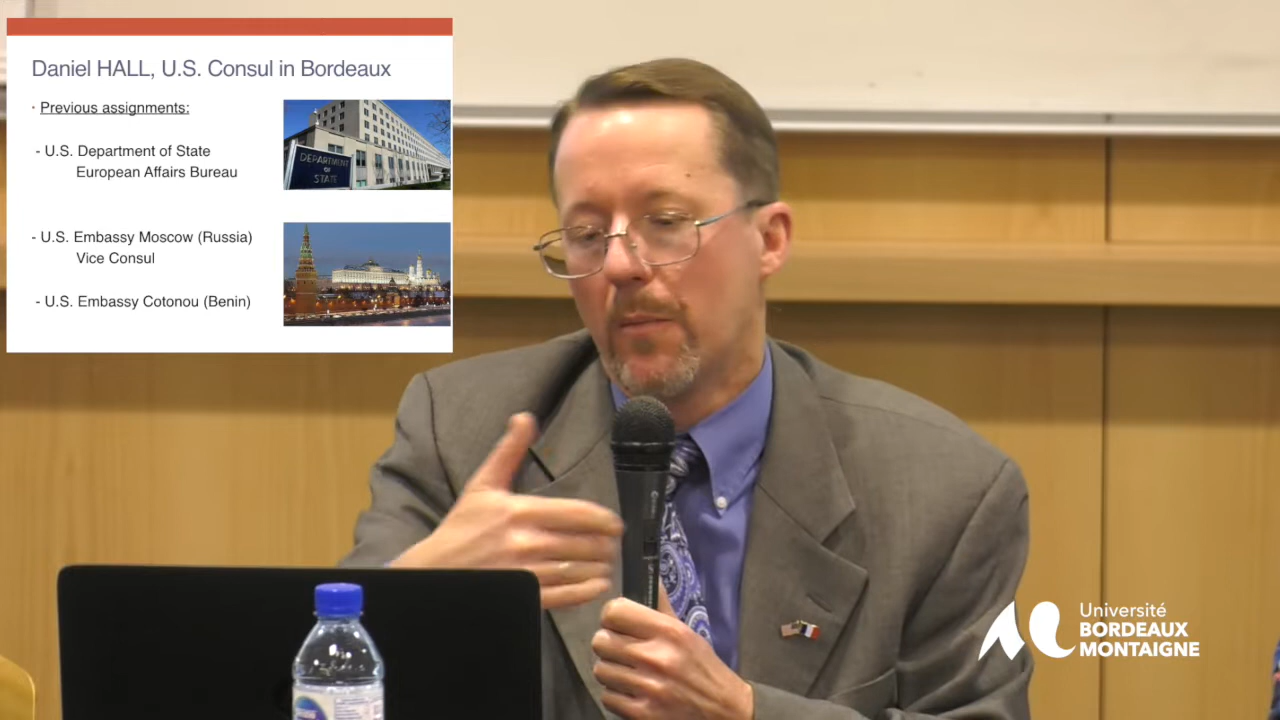 Daniel HALL, U.S. Consul in Bordeaux
· Previous assignments:
- U.S. Department of State
European Affairs Bureau
DEPARTMENT
OF
STATE
- U.S. Embassy Moscow (Russia)
Vice Consul
- U.S. Embassy Cotonou (Benin)
Université
BORDEAUX
MONTAIGNE